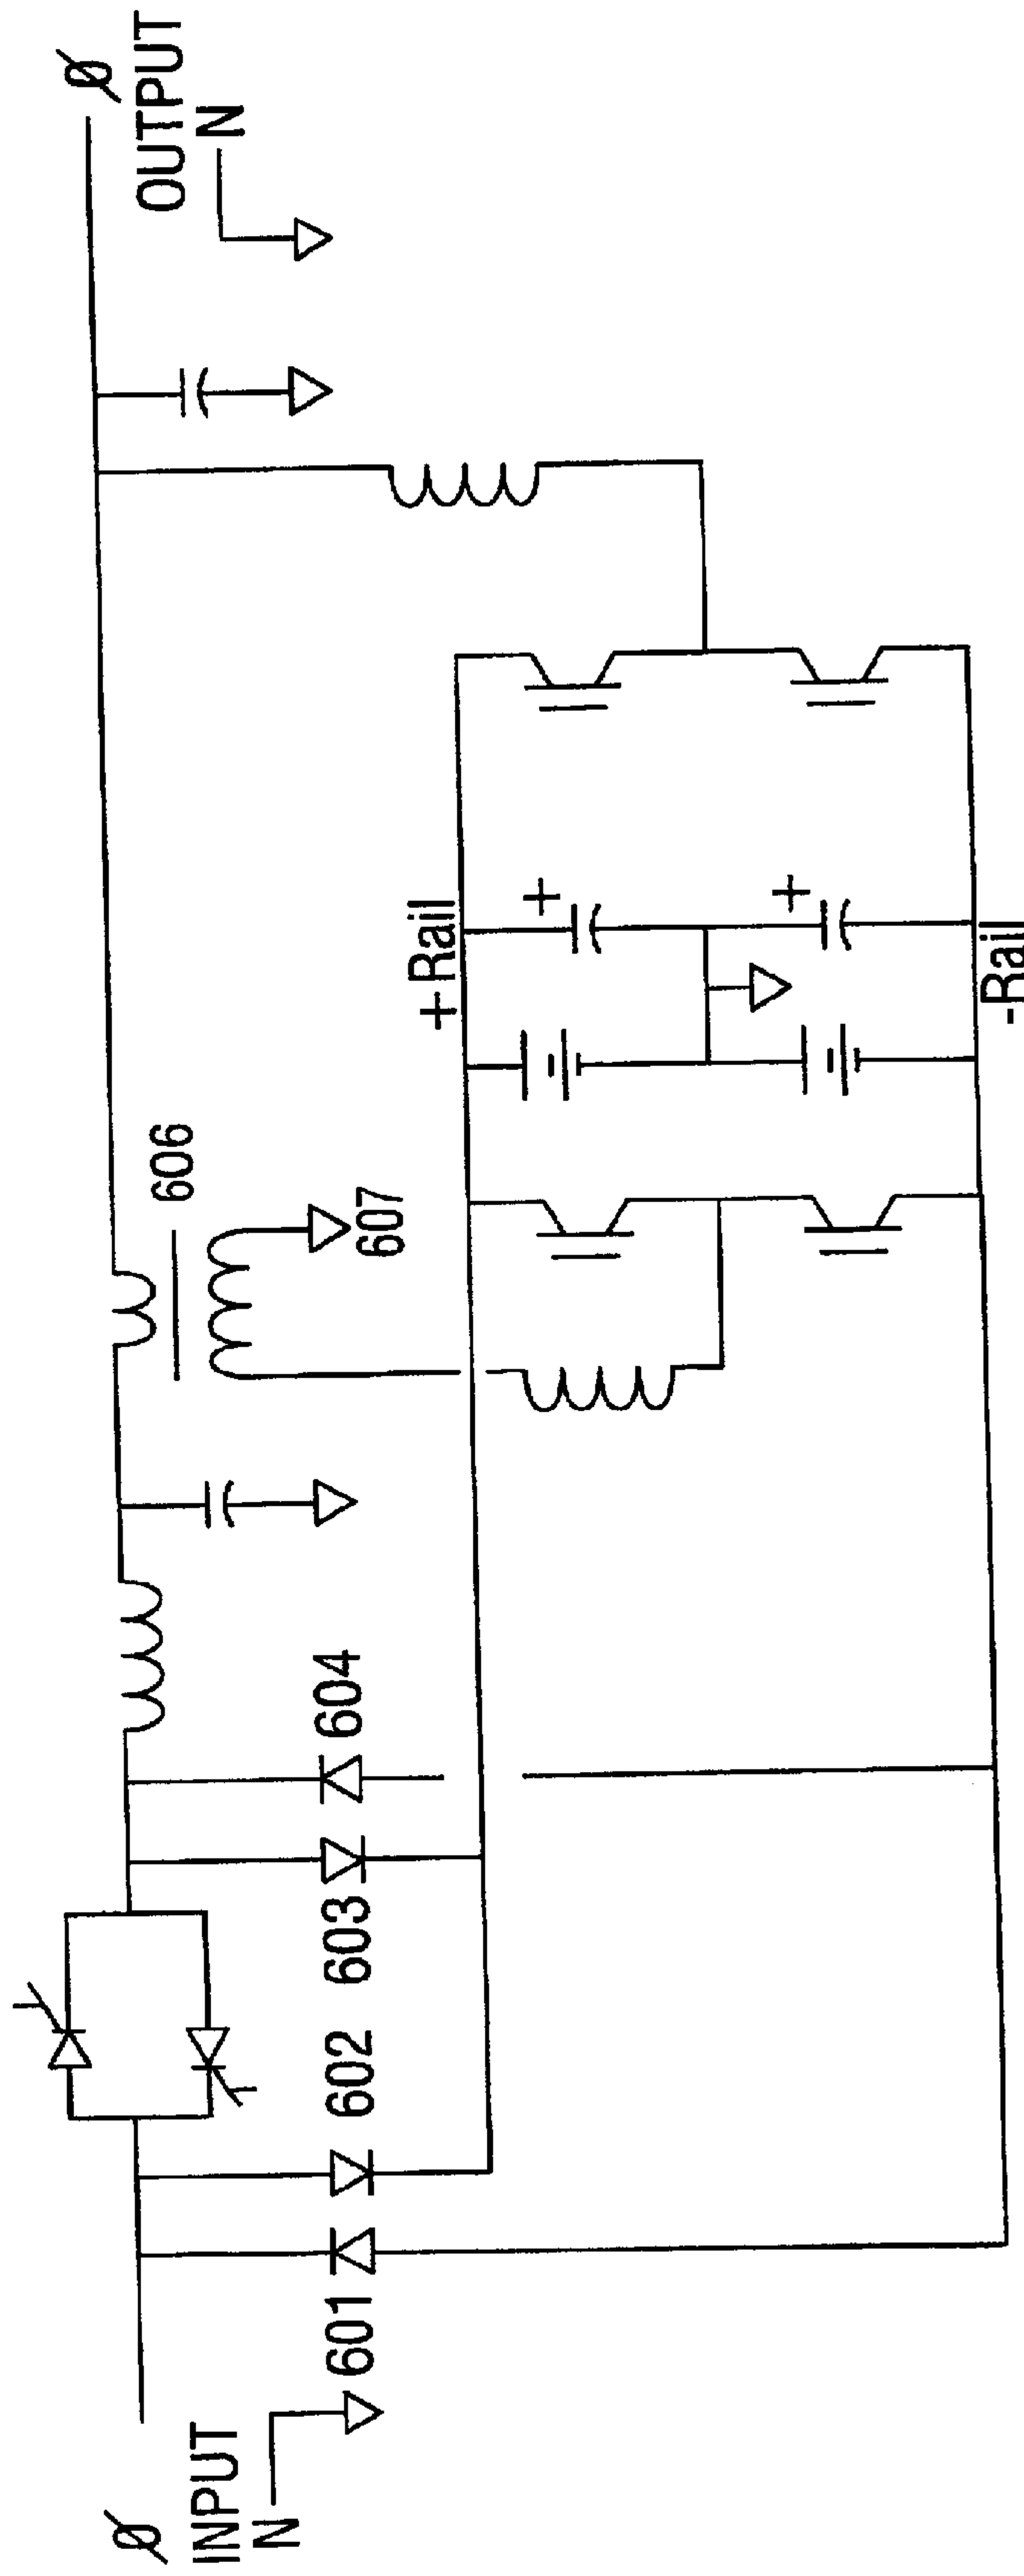 Ø
INPUT
N
601
602
603
604
606
607
+Rail
+
+
-Rail
Ø
OUTPUT
N